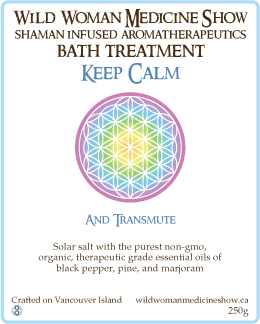 Wild Woman Medicine Show
shaman infused aromatherapeutics
bath treatment
Keep Calm
And Transmute
Solar salt with the purest non-gmo,
organic, therapeutic grade essential oils of
black pepper, pine, and marjoram
Crafted on Vancouver Island wildwomanmedicineshow.ca
250g